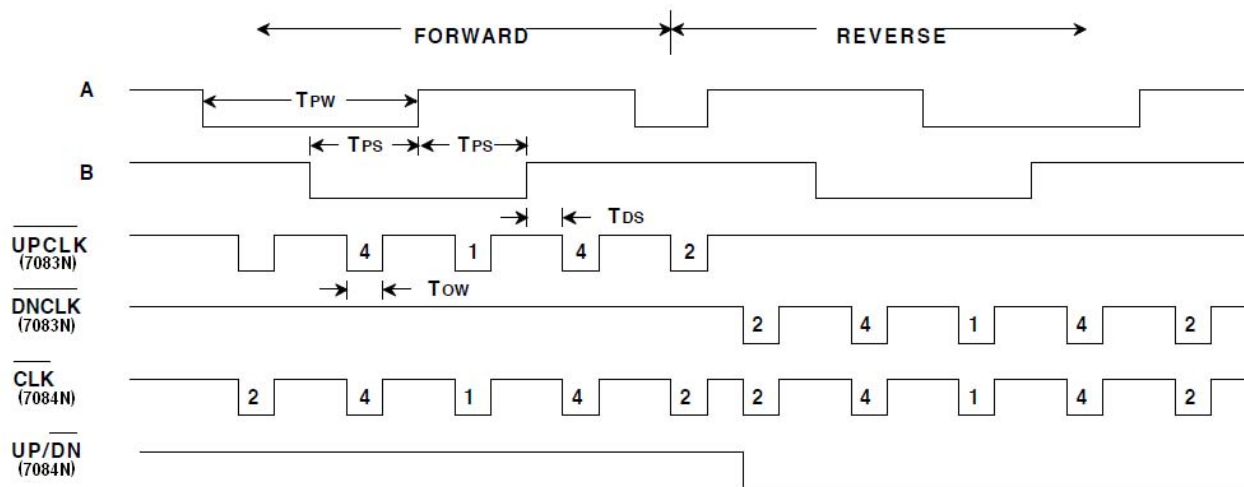 FORWARD REVERSE
A
TPW
TPS TPS
B
TDS
UPCLK 4 1 4 2
(7083N)
TOW
DNCLK 2 4 1 4 2
(7083N)
CLK 2 4 1 4 2 2 4 1 4 2
(7084N)
UP/DN
(7084N)